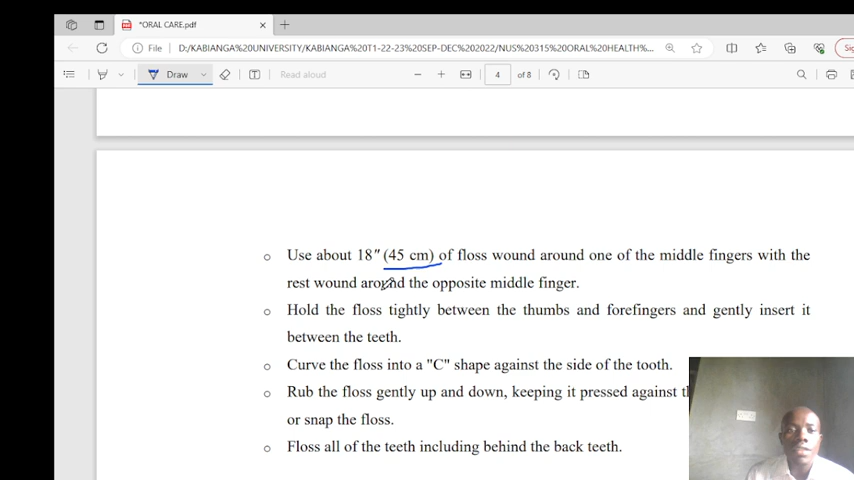 *ORAL CARE.pdf
File D:/KABIANGA%20UNIVERSITY/KABIANGA%20T1-22-23%20SEP-DEC%202022/NUS%20315%20ORAL%20HEALTH%...
Draw Read aloud 4 of 8
Use about 18" (45 cm) of floss wound around one of the middle fingers with the
rest wound around the opposite middle finger.
Hold the floss tightly between the thumbs and forefingers and gently insert it
between the teeth.
Curve the floss into a "C" shape against the side of the tooth.
Rub the floss gently up and down, keeping it pressed against
or snap the floss.
Floss all of the teeth including behind the back teeth.